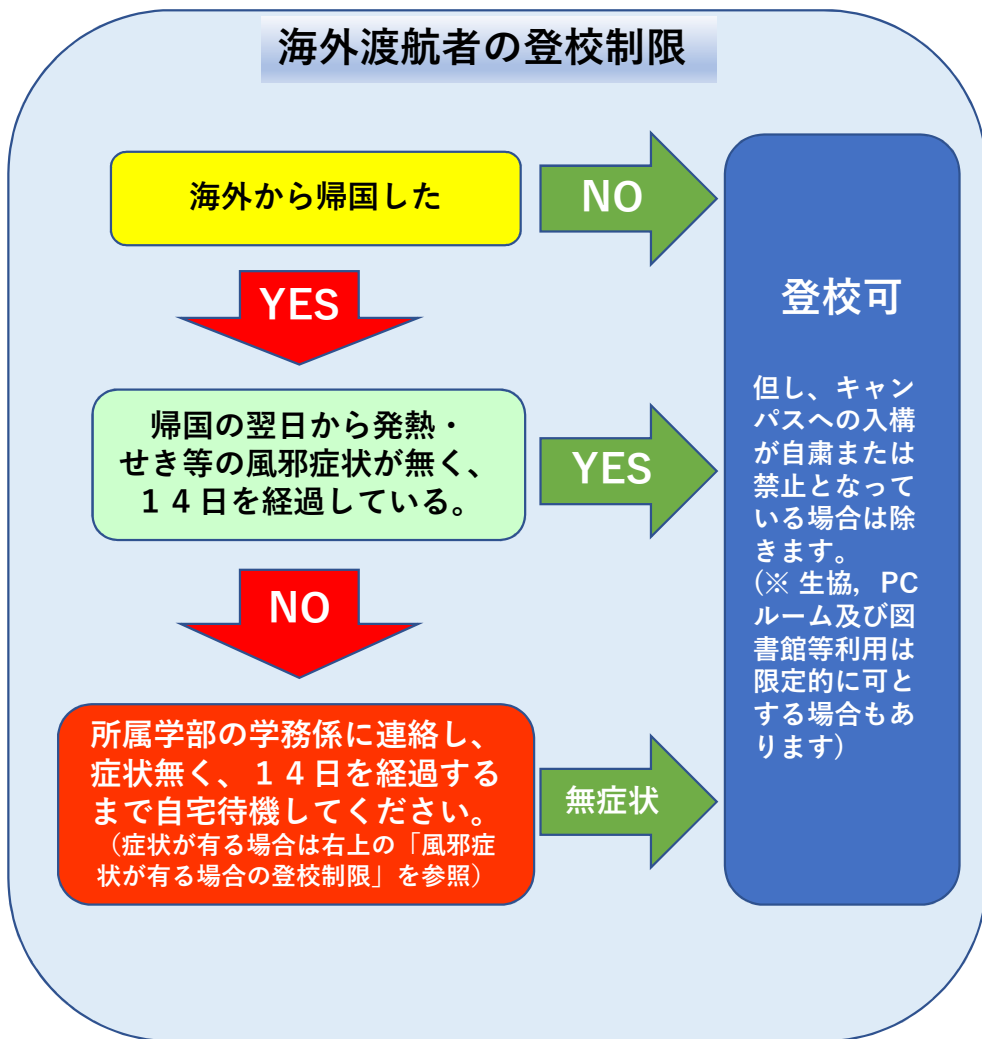 海外渡航者の登校制限
海外から帰国した
NO
YES
帰国の翌日から発熱・
せき等の風邪症状が無く、
１４日を経過している。
YES
NO
所属学部の学務係に連絡し、
症状無く、１４日を経過する
まで自宅待機してください。
（症状が有る場合は右上の「風邪症
状が有る場合の登校制限」を参照）
無症状
登校可
但し、キャン
パスへの入構
が自粛または
禁止となって
いる場合は除
きます。
(※ 生協，PC
ルーム及び図
書館等利用は
限定的に可と
する場合もあ
ります）